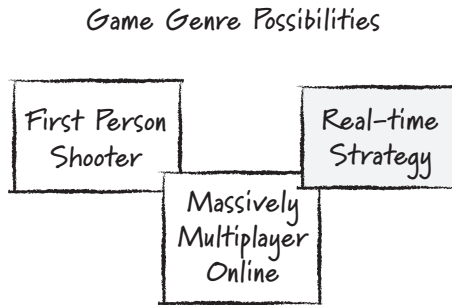 Game Genre Possibilities
First Person
Shooter
Real-time
Strategy
Massively
Multiplayer
Online